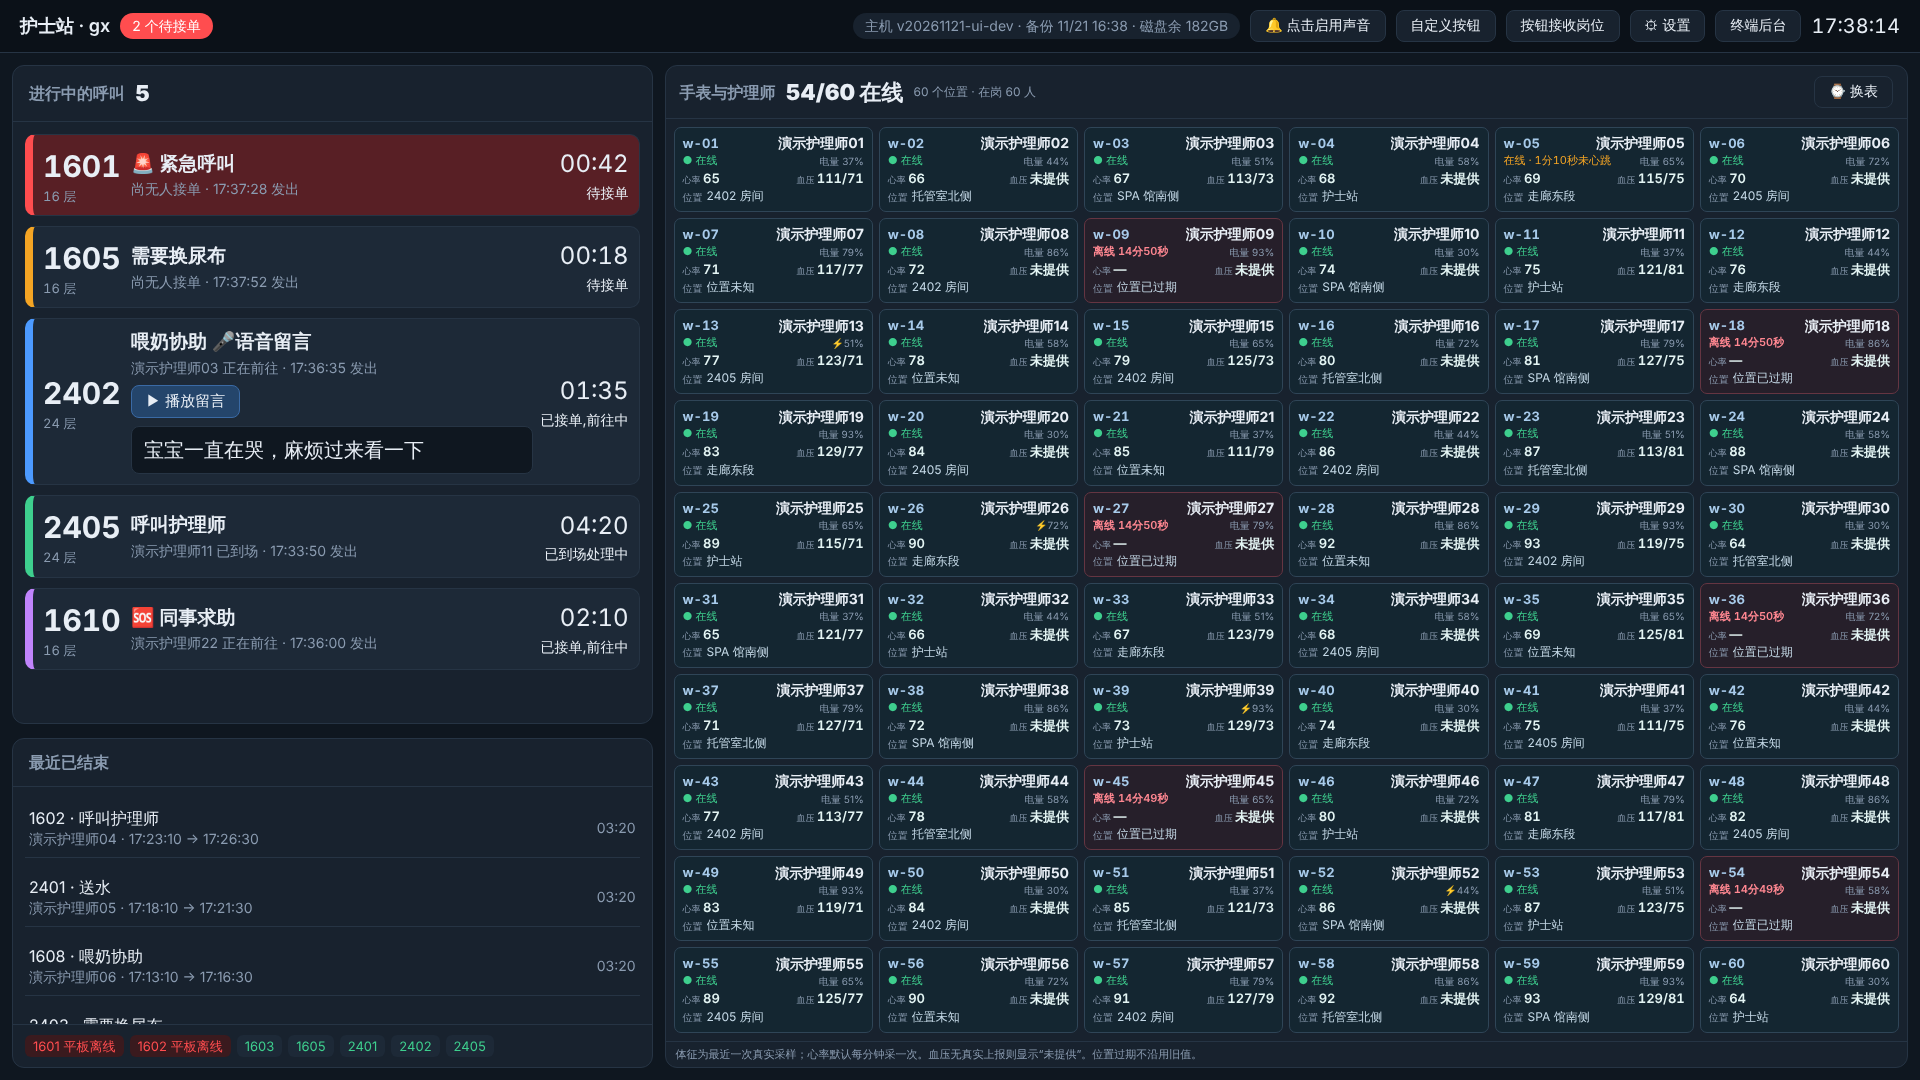 护士站 · gx 2 个待接单 主机 v20261121-ui-dev · 备份 11/21 16:38 · 磁盘余 182GB 🔔 点击启用声音 自定义按钮 按钮接收岗位 ⛭ 设置 终端后台 17:38:14
进行中的呼叫 5
1601 🚨 紧急呼叫 00:42
16 层 尚无人接单 · 17:37:28 发出 待接单
1605 需要换尿布 00:18
16 层 尚无人接单 · 17:37:52 发出 待接单
喂奶协助 🎤语音留言
演示护理师03 正在前往 · 17:36:35 发出
2402 ▶ 播放留言 01:35
24 层 已接单,前往中
宝宝一直在哭，麻烦过来看一下
2405 呼叫护理师 04:20
24 层 演示护理师11 已到场 · 17:33:50 发出 已到场处理中
1610 🆘 同事求助 02:10
16 层 演示护理师22 正在前往 · 17:36:00 发出 已接单,前往中
最近已结束
1602 · 呼叫护理师
演示护理师04 · 17:23:10 → 17:26:30 03:20
2401 · 送水
演示护理师05 · 17:18:10 → 17:21:30 03:20
1608 · 喂奶协助
演示护理师06 · 17:13:10 → 17:16:30 03:20
2403 · 需要换尿布
1601 平板离线 1602 平板离线 1603 1605 2401 2402 2405
手表与护理师 54/60 在线 60 个位置 · 在岗 60 人 ⌚ 换表
w-01 演示护理师01 w-02 演示护理师02 w-03 演示护理师03 w-04 演示护理师04 w-05 演示护理师05 w-06 演示护理师06
在线 电量 37% 在线 电量 44% 在线 电量 51% 在线 电量 58% 在线 · 1分10秒未心跳 电量 65% 在线 电量 72%
心率 65 血压 111/71 心率 66 血压 未提供 心率 67 血压 113/73 心率 68 血压 未提供 心率 69 血压 115/75 心率 70 血压 未提供
位置 2402 房间 位置 托管室北侧 位置 SPA 馆南侧 位置 护士站 位置 走廊东段 位置 2405 房间
w-07 演示护理师07 w-08 演示护理师08 w-09 演示护理师09 w-10 演示护理师10 w-11 演示护理师11 w-12 演示护理师12
在线 电量 79% 在线 电量 86% 离线 14分50秒 电量 93% 在线 电量 30% 在线 电量 37% 在线 电量 44%
心率 71 血压 117/77 心率 72 血压 未提供 心率 — 血压 未提供 心率 74 血压 未提供 心率 75 血压 121/81 心率 76 血压 未提供
位置 位置未知 位置 2402 房间 位置 位置已过期 位置 SPA 馆南侧 位置 护士站 位置 走廊东段
w-13 演示护理师13 w-14 演示护理师14 w-15 演示护理师15 w-16 演示护理师16 w-17 演示护理师17 w-18 演示护理师18
在线 ⚡51% 在线 电量 58% 在线 电量 65% 在线 电量 72% 在线 电量 79% 离线 14分50秒 电量 86%
心率 77 血压 123/71 心率 78 血压 未提供 心率 79 血压 125/73 心率 80 血压 未提供 心率 81 血压 127/75 心率 — 血压 未提供
位置 2405 房间 位置 位置未知 位置 2402 房间 位置 托管室北侧 位置 SPA 馆南侧 位置 位置已过期
w-19 演示护理师19 w-20 演示护理师20 w-21 演示护理师21 w-22 演示护理师22 w-23 演示护理师23 w-24 演示护理师24
在线 电量 93% 在线 电量 30% 在线 电量 37% 在线 电量 44% 在线 电量 51% 在线 电量 58%
心率 83 血压 129/77 心率 84 血压 未提供 心率 85 血压 111/79 心率 86 血压 未提供 心率 87 血压 113/81 心率 88 血压 未提供
位置 走廊东段 位置 2405 房间 位置 位置未知 位置 2402 房间 位置 托管室北侧 位置 SPA 馆南侧
w-25 演示护理师25 w-26 演示护理师26 w-27 演示护理师27 w-28 演示护理师28 w-29 演示护理师29 w-30 演示护理师30
在线 电量 65% 在线 ⚡72% 离线 14分50秒 电量 79% 在线 电量 86% 在线 电量 93% 在线 电量 30%
心率 89 血压 115/71 心率 90 血压 未提供 心率 — 血压 未提供 心率 92 血压 未提供 心率 93 血压 119/75 心率 64 血压 未提供
位置 护士站 位置 走廊东段 位置 位置已过期 位置 位置未知 位置 2402 房间 位置 托管室北侧
w-31 演示护理师31 w-32 演示护理师32 w-33 演示护理师33 w-34 演示护理师34 w-35 演示护理师35 w-36 演示护理师36
在线 电量 37% 在线 电量 44% 在线 电量 51% 在线 电量 58% 在线 电量 65% 离线 14分50秒 电量 72%
心率 65 血压 121/77 心率 66 血压 未提供 心率 67 血压 123/79 心率 68 血压 未提供 心率 69 血压 125/81 心率 — 血压 未提供
位置 SPA 馆南侧 位置 护士站 位置 走廊东段 位置 2405 房间 位置 位置未知 位置 位置已过期
w-37 演示护理师37 w-38 演示护理师38 w-39 演示护理师39 w-40 演示护理师40 w-41 演示护理师41 w-42 演示护理师42
在线 电量 79% 在线 电量 86% 在线 ⚡93% 在线 电量 30% 在线 电量 37% 在线 电量 44%
心率 71 血压 127/71 心率 72 血压 未提供 心率 73 血压 129/73 心率 74 血压 未提供 心率 75 血压 111/75 心率 76 血压 未提供
位置 托管室北侧 位置 SPA 馆南侧 位置 护士站 位置 走廊东段 位置 2405 房间 位置 位置未知
w-43 演示护理师43 w-44 演示护理师44 w-45 演示护理师45 w-46 演示护理师46 w-47 演示护理师47 w-48 演示护理师48
在线 电量 51% 在线 电量 58% 离线 14分49秒 电量 65% 在线 电量 72% 在线 电量 79% 在线 电量 86%
心率 77 血压 113/77 心率 78 血压 未提供 心率 — 血压 未提供 心率 80 血压 未提供 心率 81 血压 117/81 心率 82 血压 未提供
位置 2402 房间 位置 托管室北侧 位置 位置已过期 位置 护士站 位置 走廊东段 位置 2405 房间
w-49 演示护理师49 w-50 演示护理师50 w-51 演示护理师51 w-52 演示护理师52 w-53 演示护理师53 w-54 演示护理师54
在线 电量 93% 在线 电量 30% 在线 电量 37% 在线 ⚡44% 在线 电量 51% 离线 14分49秒 电量 58%
心率 83 血压 119/71 心率 84 血压 未提供 心率 85 血压 121/73 心率 86 血压 未提供 心率 87 血压 123/75 心率 — 血压 未提供
位置 位置未知 位置 2402 房间 位置 托管室北侧 位置 SPA 馆南侧 位置 护士站 位置 位置已过期
w-55 演示护理师55 w-56 演示护理师56 w-57 演示护理师57 w-58 演示护理师58 w-59 演示护理师59 w-60 演示护理师60
在线 电量 65% 在线 电量 72% 在线 电量 79% 在线 电量 86% 在线 电量 93% 在线 电量 30%
心率 89 血压 125/77 心率 90 血压 未提供 心率 91 血压 127/79 心率 92 血压 未提供 心率 93 血压 129/81 心率 64 血压 未提供
位置 2405 房间 位置 位置未知 位置 2402 房间 位置 托管室北侧 位置 SPA 馆南侧 位置 护士站
体征为最近一次真实采样；心率默认每分钟采一次。血压无真实上报则显示“未提供”。位置过期不沿用旧值。